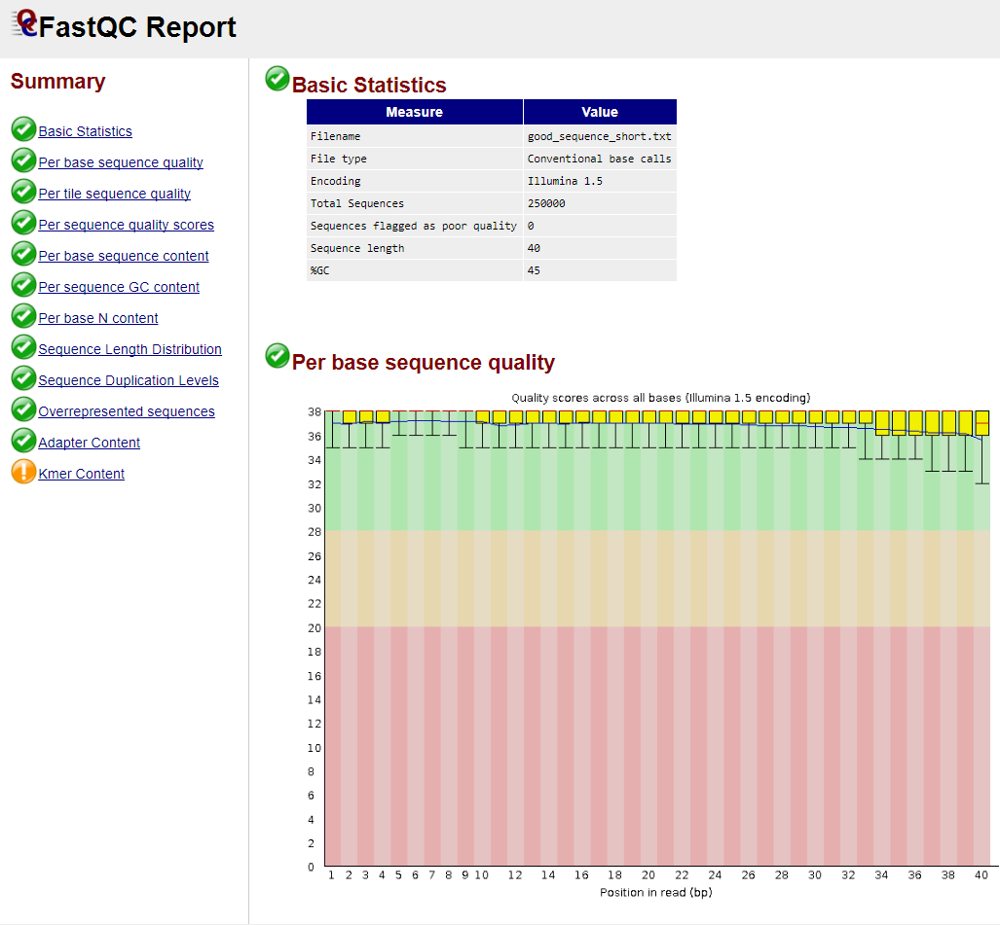 FastQC Report
Summary
Basic Statistics
Per base sequence quality
Per tile sequence quality
Per sequence quality scores
Per base sequence content
Per sequence GC content
Per base N content
Sequence Length Distribution
Sequence Duplication Levels
Overrepresented sequences
Adapter Content
Kmer Content
Basic Statistics
Measure Value
Filename good_sequence_short.txt
File type Conventional base calls
Encoding Illumina 1.5
Total Sequences 250000
Sequences flagged as poor quality 0
Sequence length 40
%GC 45
Per base sequence quality
Quality scores across all bases (Illumina 1.5 encoding)
38
36
34
32
30
28
26
24
22
20
18
16
14
12
10
8
6
4
2
0
1 2 3 4 5 6 7 8 9 10 12 14 16 18 20 22 24 26 28 30 32 34 36 38 40
Position in read (bp)